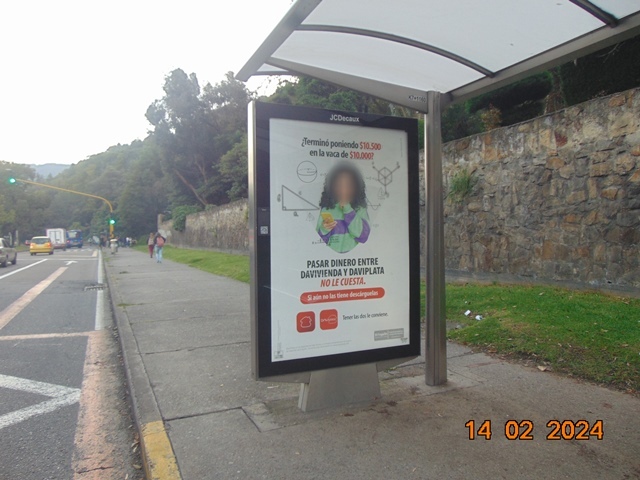 JCDecaux
¿Terminó poniendo $10.500
en la vaca de $10.000?
PASAR DINERO ENTRE
DAVIVIENDA Y DAVIPLATA
NO LE CUESTA.
Si aún no las tiene descárguelas
Tener las dos le conviene.
14 02 2024